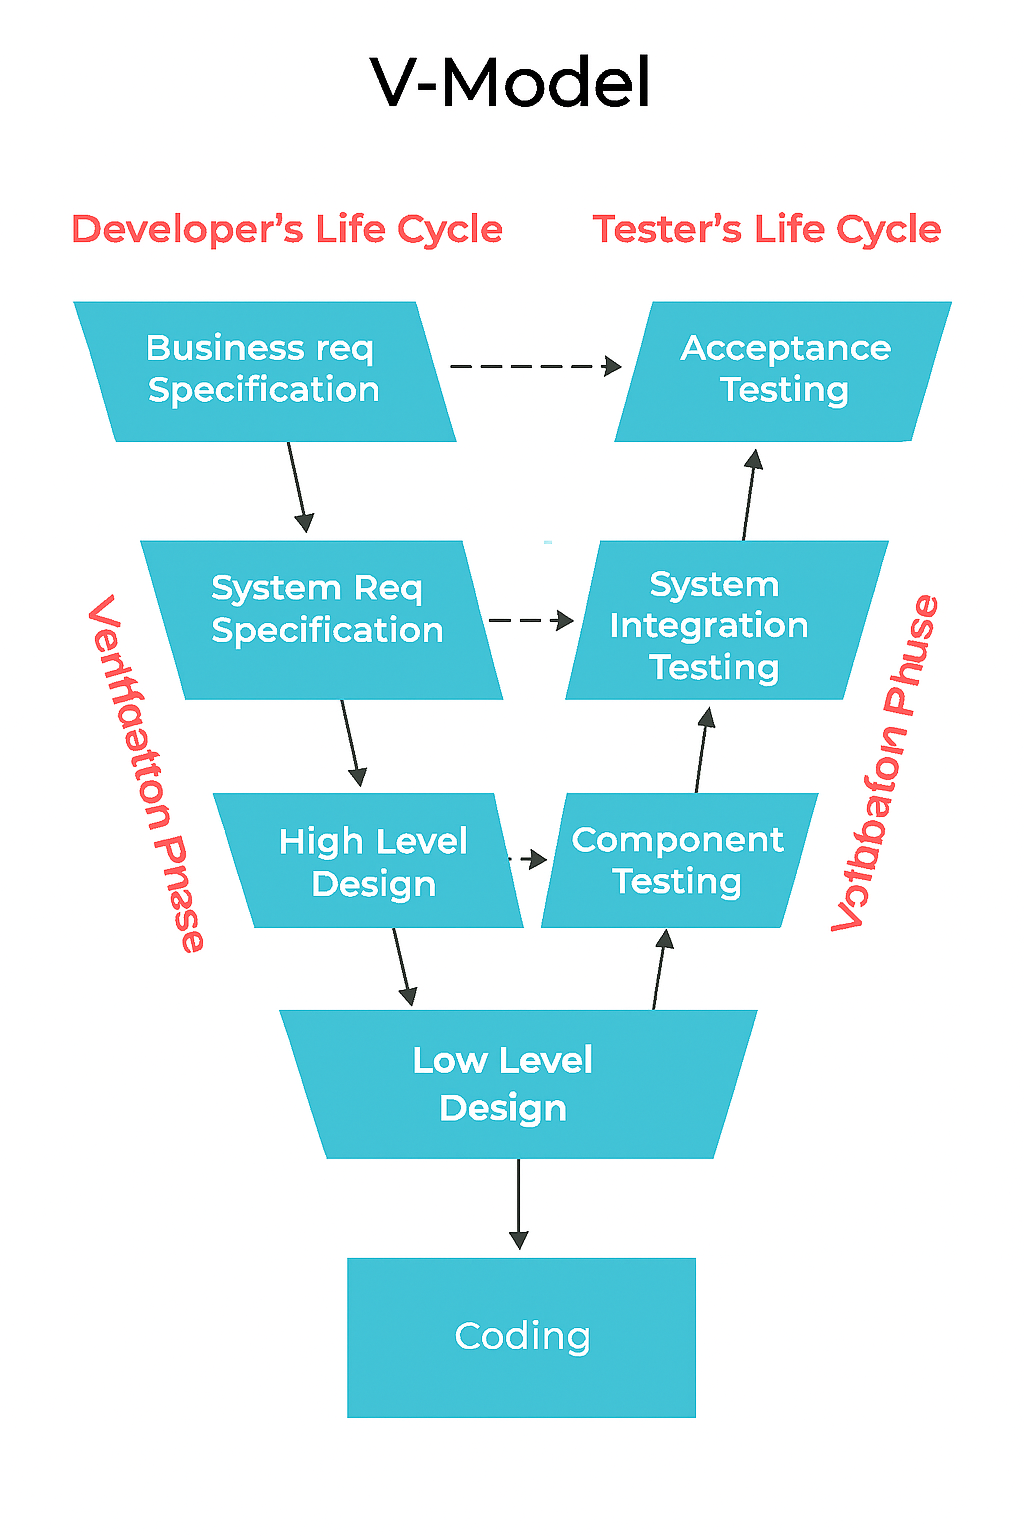 V-Model
Developer's Life Cycle
Tester's Life Cycle
Business req
Specification
Acceptance
Testing
System Req
Specification
System
Integration
Testing
High Level
Design
Component
Testing
Low Level
Design
Coding